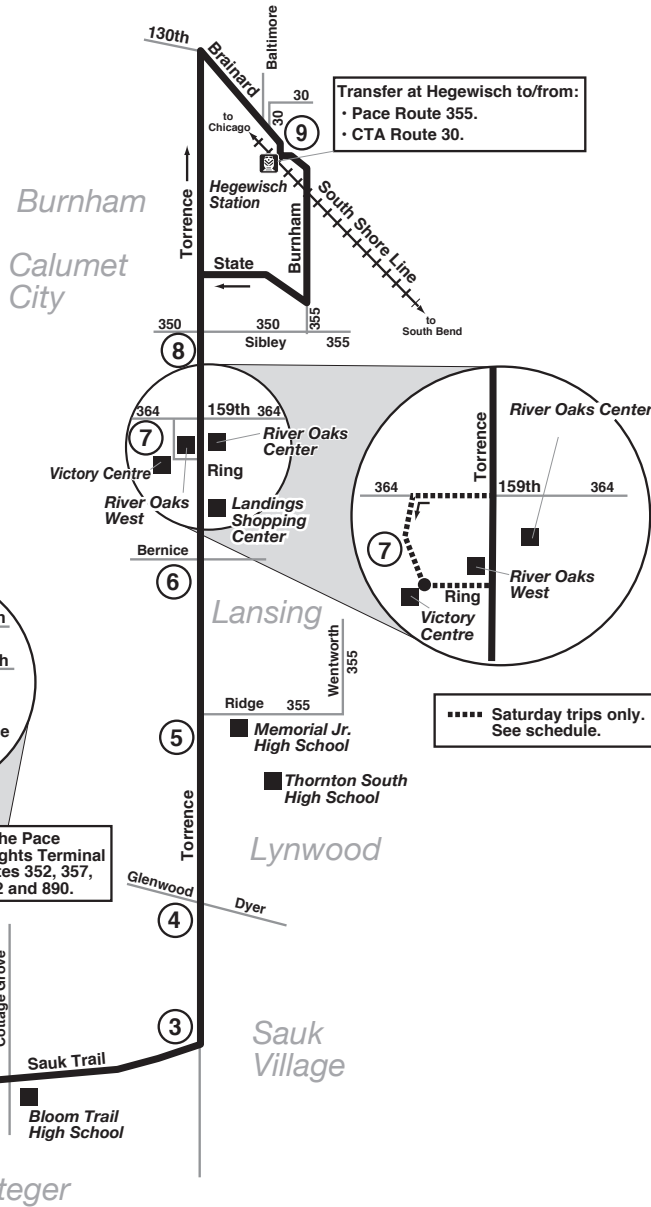 130th
Brainard
Baltimore
30
30
to
Chicago
9
Transfer at Hegewisch to/from:
· Pace Route 355.
· CTA Route 30.
Hegewisch
Station
Burnham
Torrence
South Shore Line
Burnham
Calumet
City
State
to
South Bend
350
350
355
Sibley
355
8
364
159th
364
7
River Oaks
Center
Victory Centre
Ring
River Oaks
West
Landings
Shopping
Center
River Oaks Center
Torrence
364
159th
364
7
River Oaks
West
Ring
Victory
Centre
Bernice
6
Lansing
Wentworth
355
Ridge
355
Saturday trips only.
See schedule.
5
Memorial Jr.
High School
Thornton South
High School
Torrence
Lynwood
h
e
he Pace
ghts Terminal
tes 352, 357,
2 and 890.
Glenwood
Dyer
4
Cottage Grove
3
Sauk
Village
Sauk Trail
Bloom Trail
High School
teger